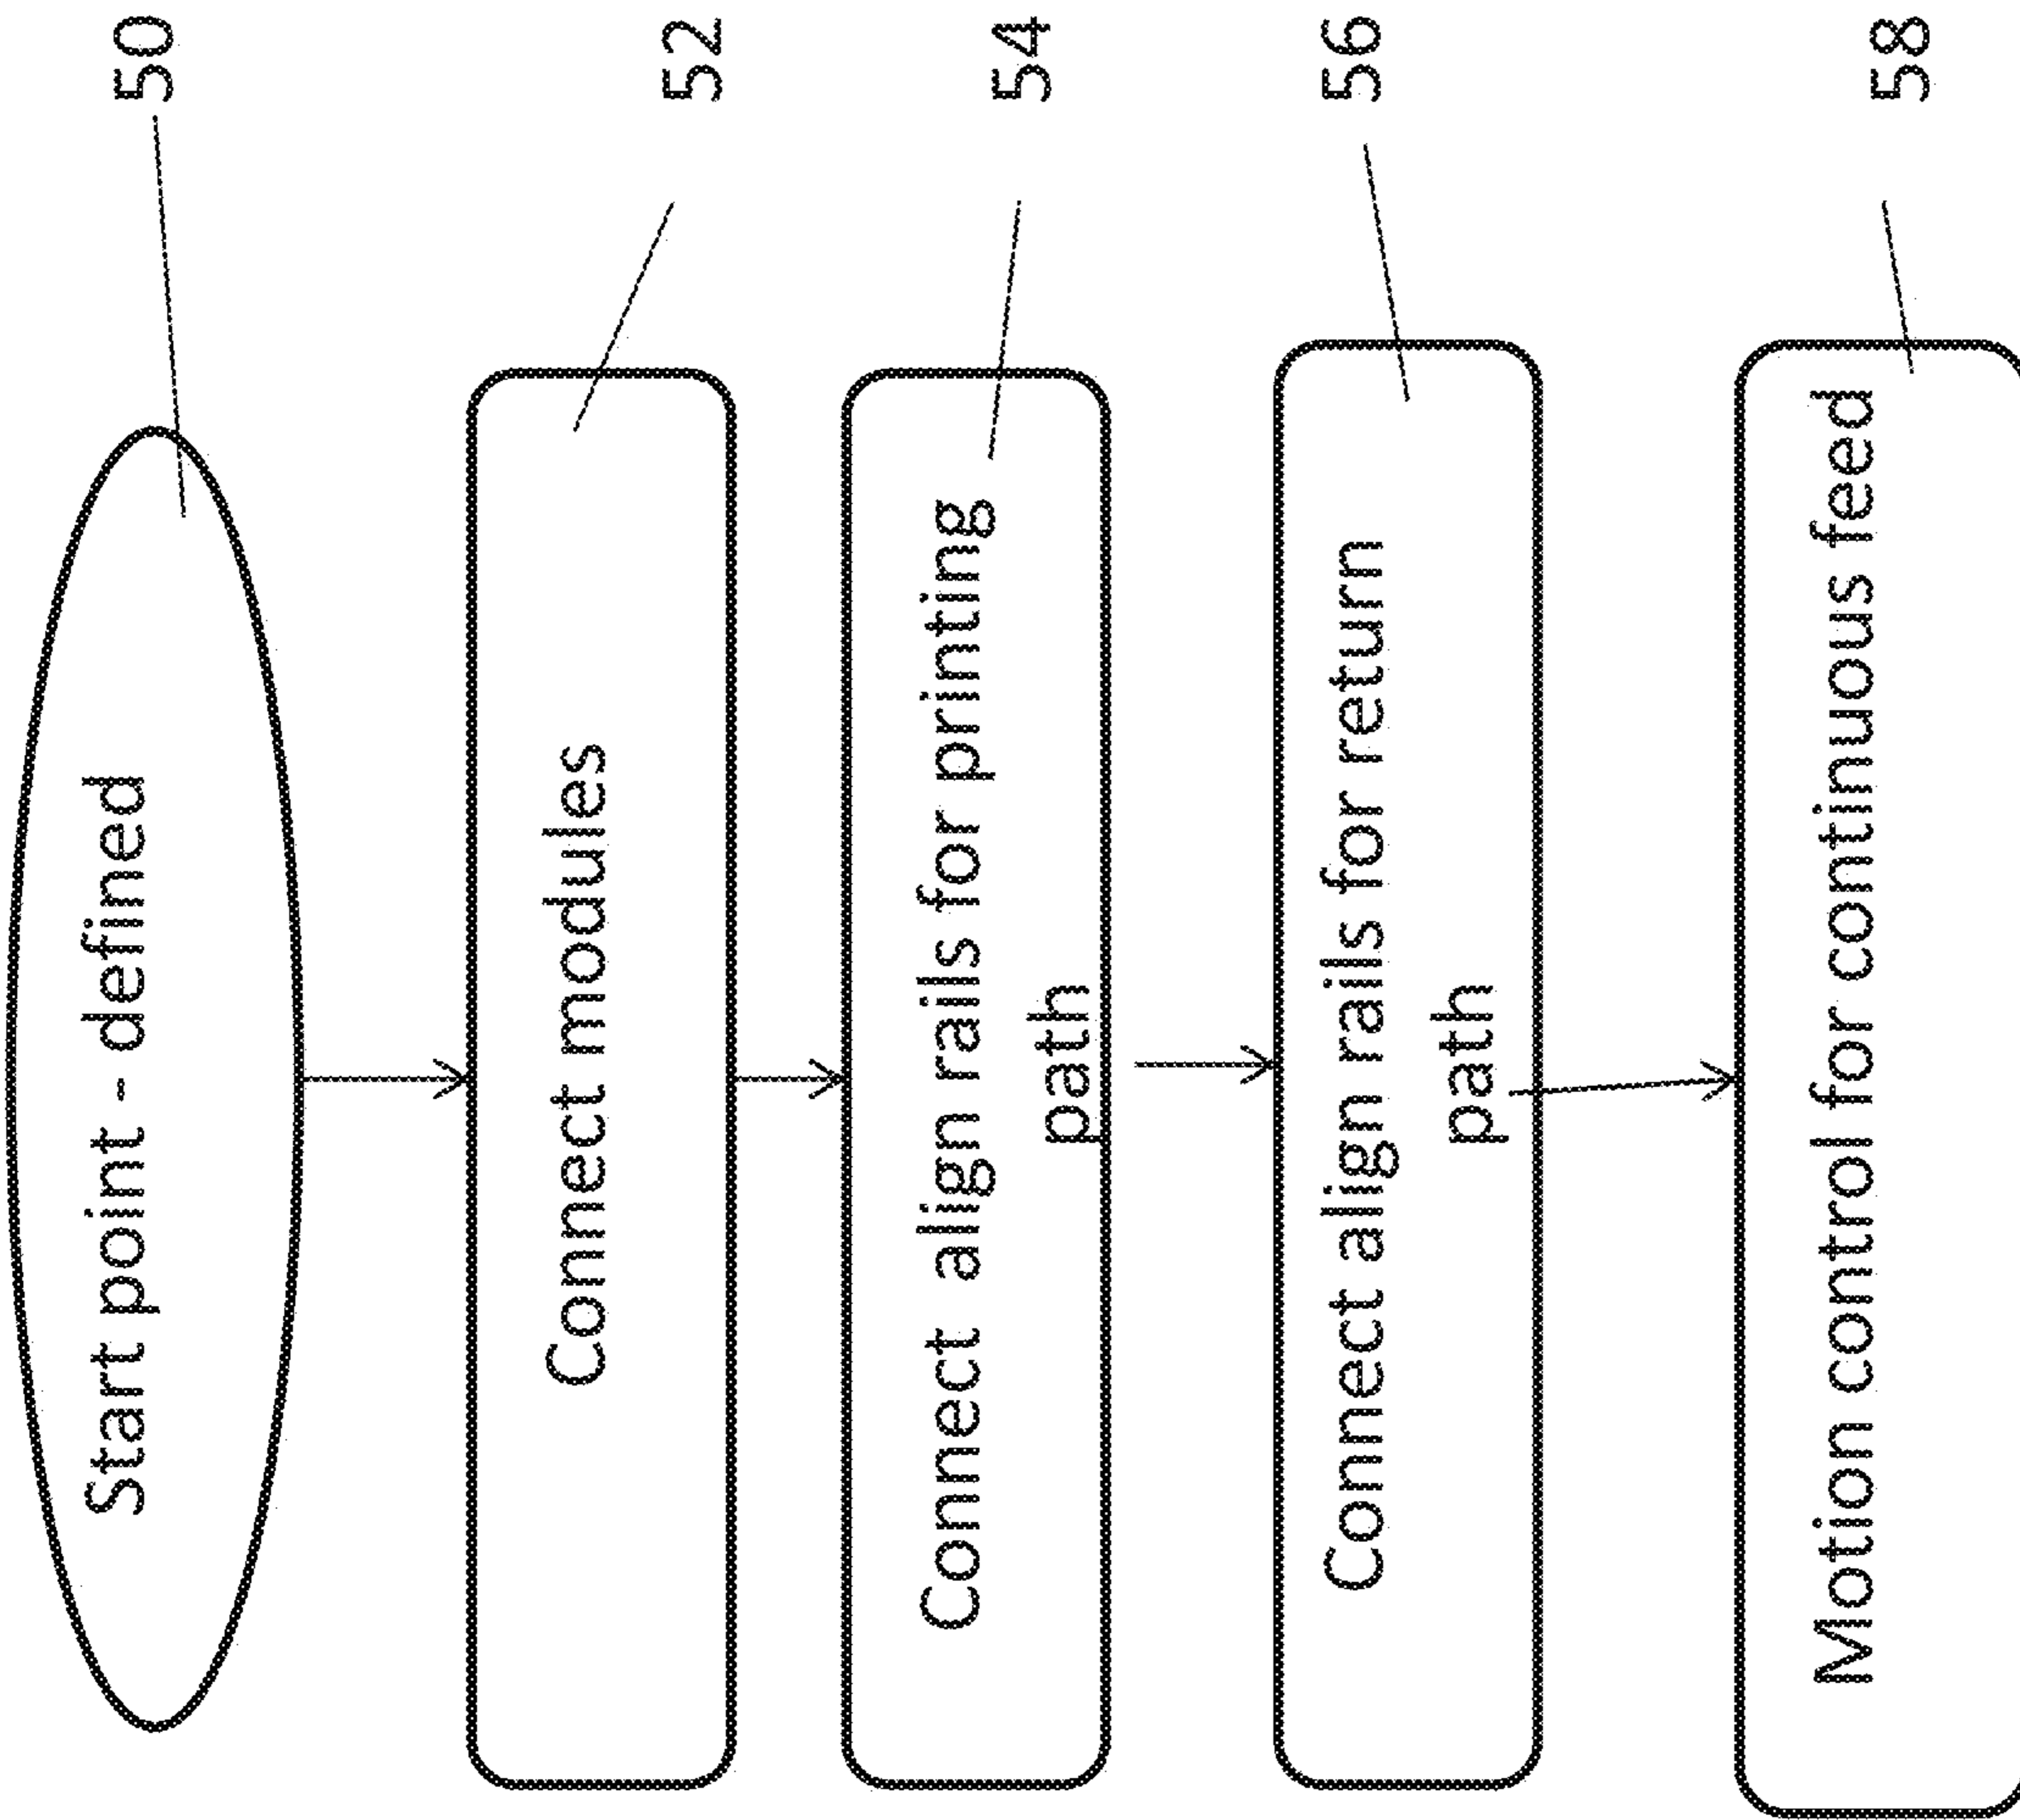 Start point - defined
50
Connect modules
52
Connect align rails for printing
path
54
Connect align rails for return
path
56
Motion control for continuous feed
58